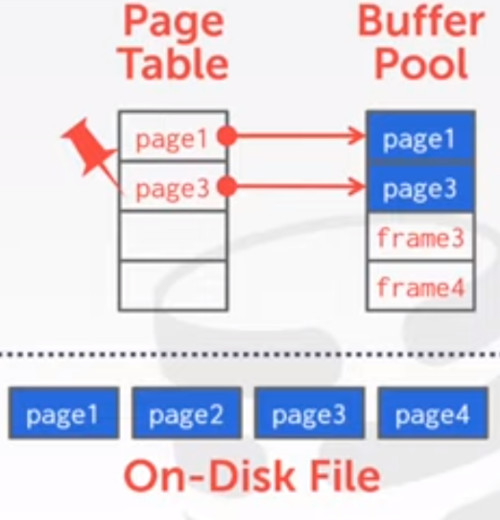 Page Table
Buffer Pool
page1
page3
page1
page3
frame3
frame4
page1 page2 page3 page4
On-Disk File